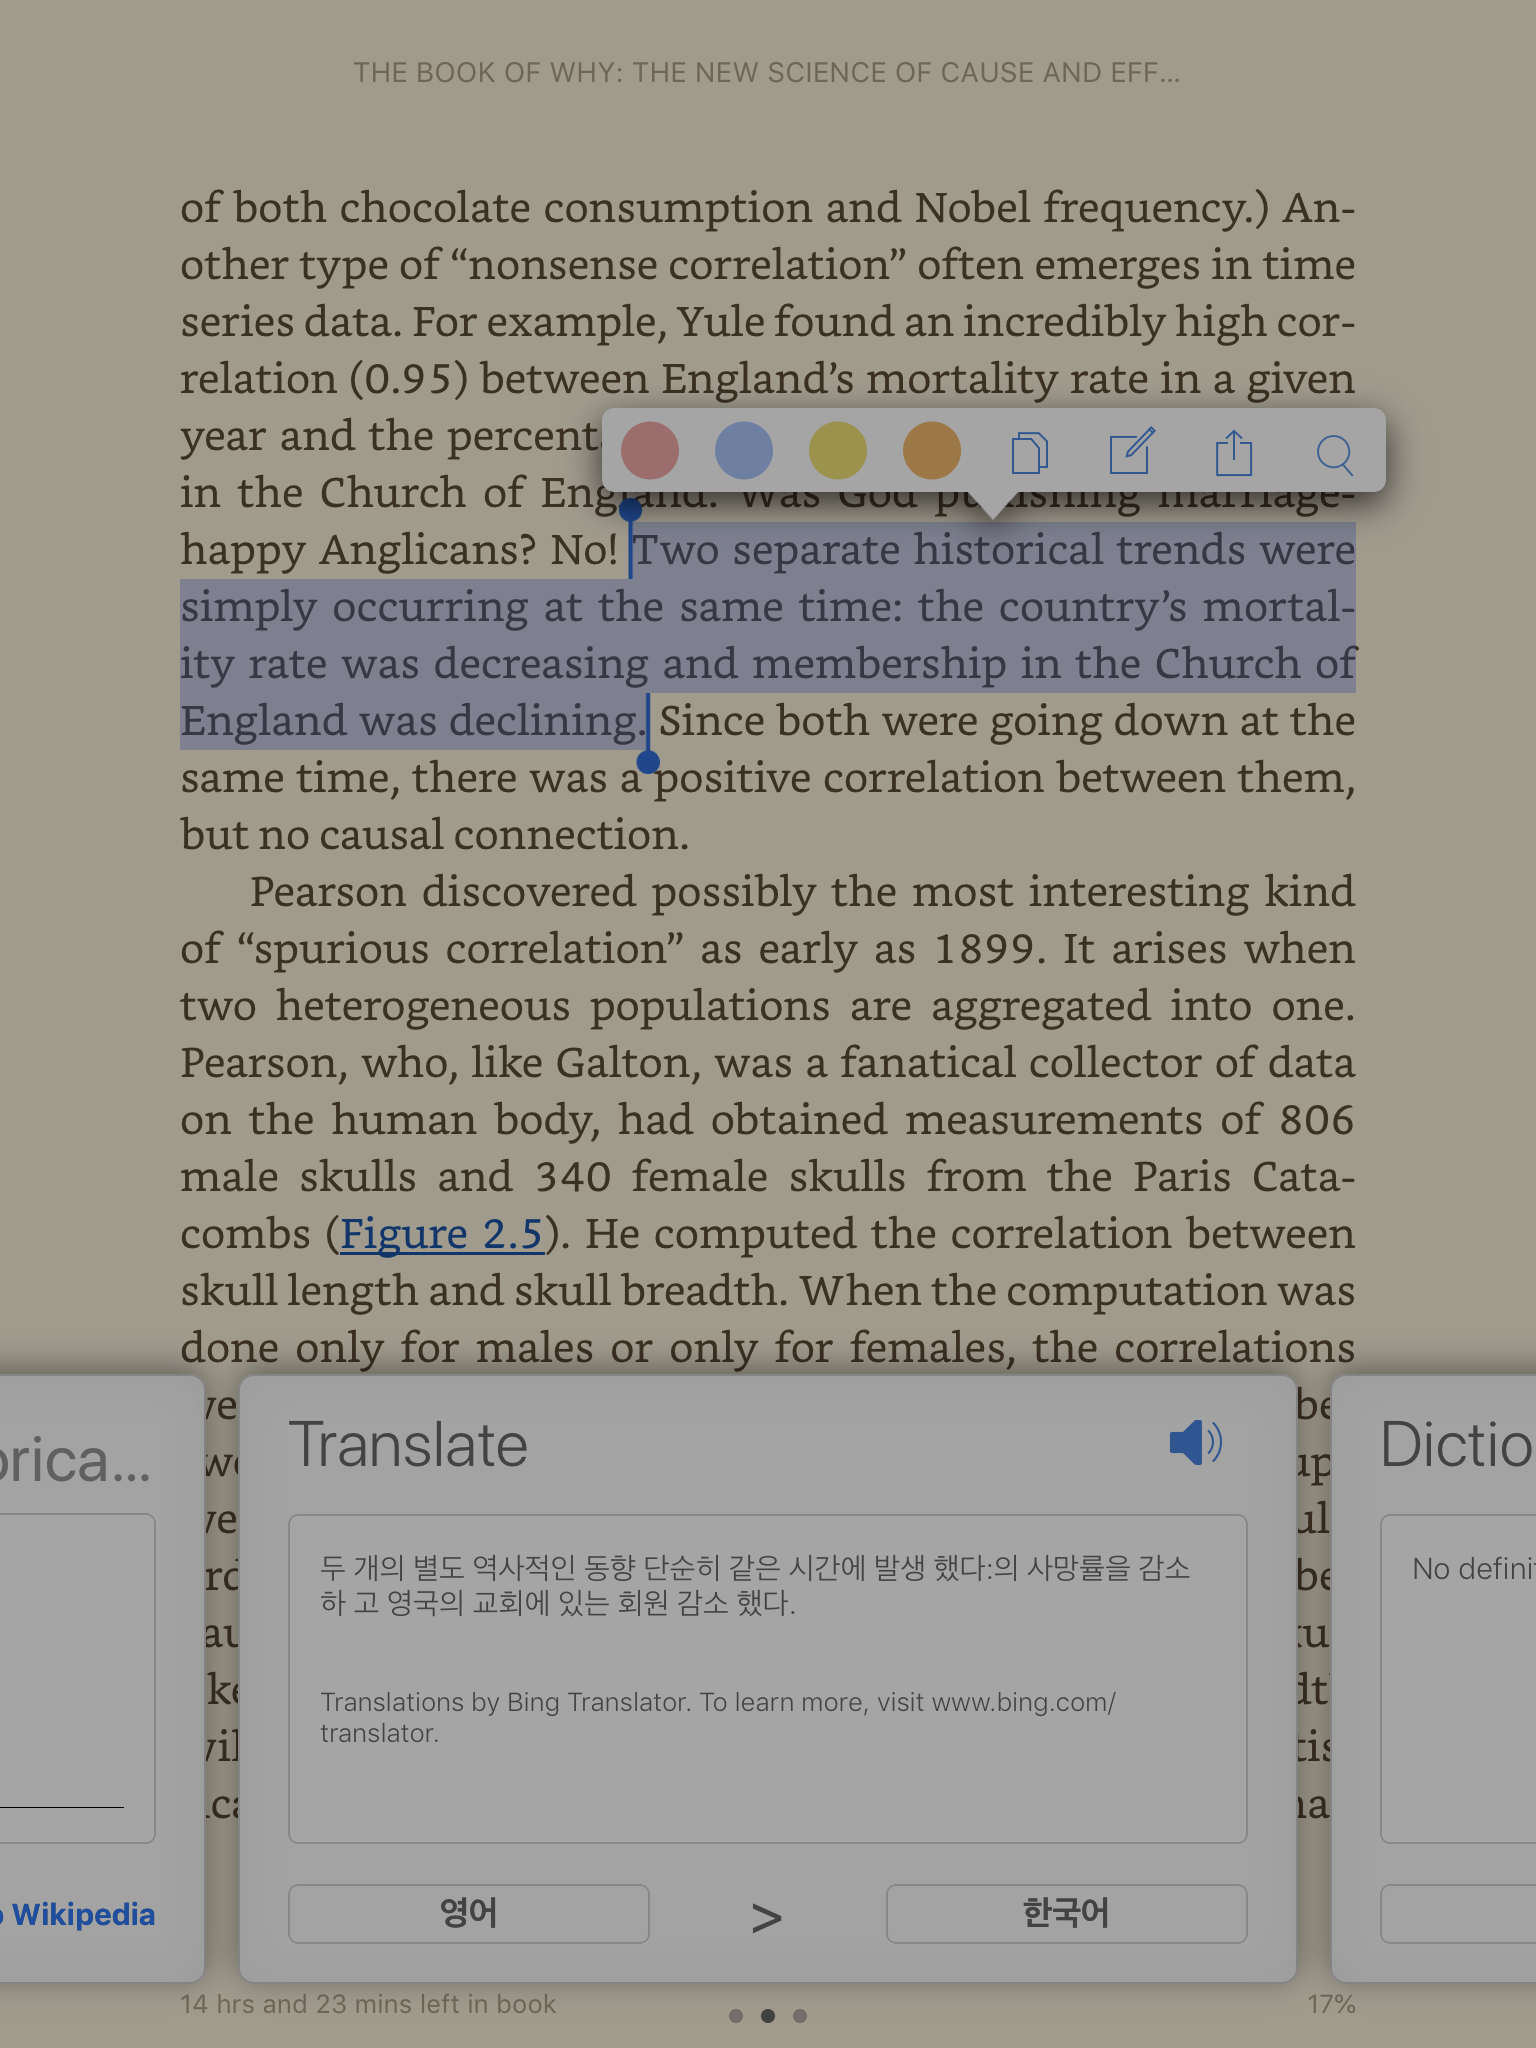 THE BOOK OF WHY: THE NEW SCIENCE OF CAUSE AND EFF...
of both chocolate consumption and Nobel frequency.) An-
other type of “nonsense correlation” often emerges in time
series data. For example, Yule found an incredibly high cor-
relation (0.95) between England’s mortality rate in a given
year and the
in the Church of England. Was God punishing marriage-
happy Anglicans? No! Two separate historical trends were
simply occurring at the same time: the country’s mortal-
ity rate was decreasing and membership in the Church of
England was declining. Since both were going down at the
same time, there was a positive correlation between them,
but no causal connection.
Pearson discovered possibly the most interesting kind
of “spurious correlation” as early as 1899. It arises when
two heterogeneous populations are aggregated into one.
Pearson, who, like Galton, was a fanatical collector of data
on the human body, had obtained measurements of 806
male skulls and 340 female skulls from the Paris Cata-
combs (Figure 2.5). He computed the correlation between
skull length and skull breadth. When the computation was
done only for males or only for females, the correlations
Translate
두 개의 별도 역사적인 동향 단순히 같은 시간에 발생 했다:의 사망률을 감소
하 고 영국의 교회에 있는 회원 감소 했다.
Translations by Bing Translator. To learn more, visit www.bing.com/
translator.
No
Wikipedia
영어 > 한국어
14 hrs and 23 mins left in book 17%